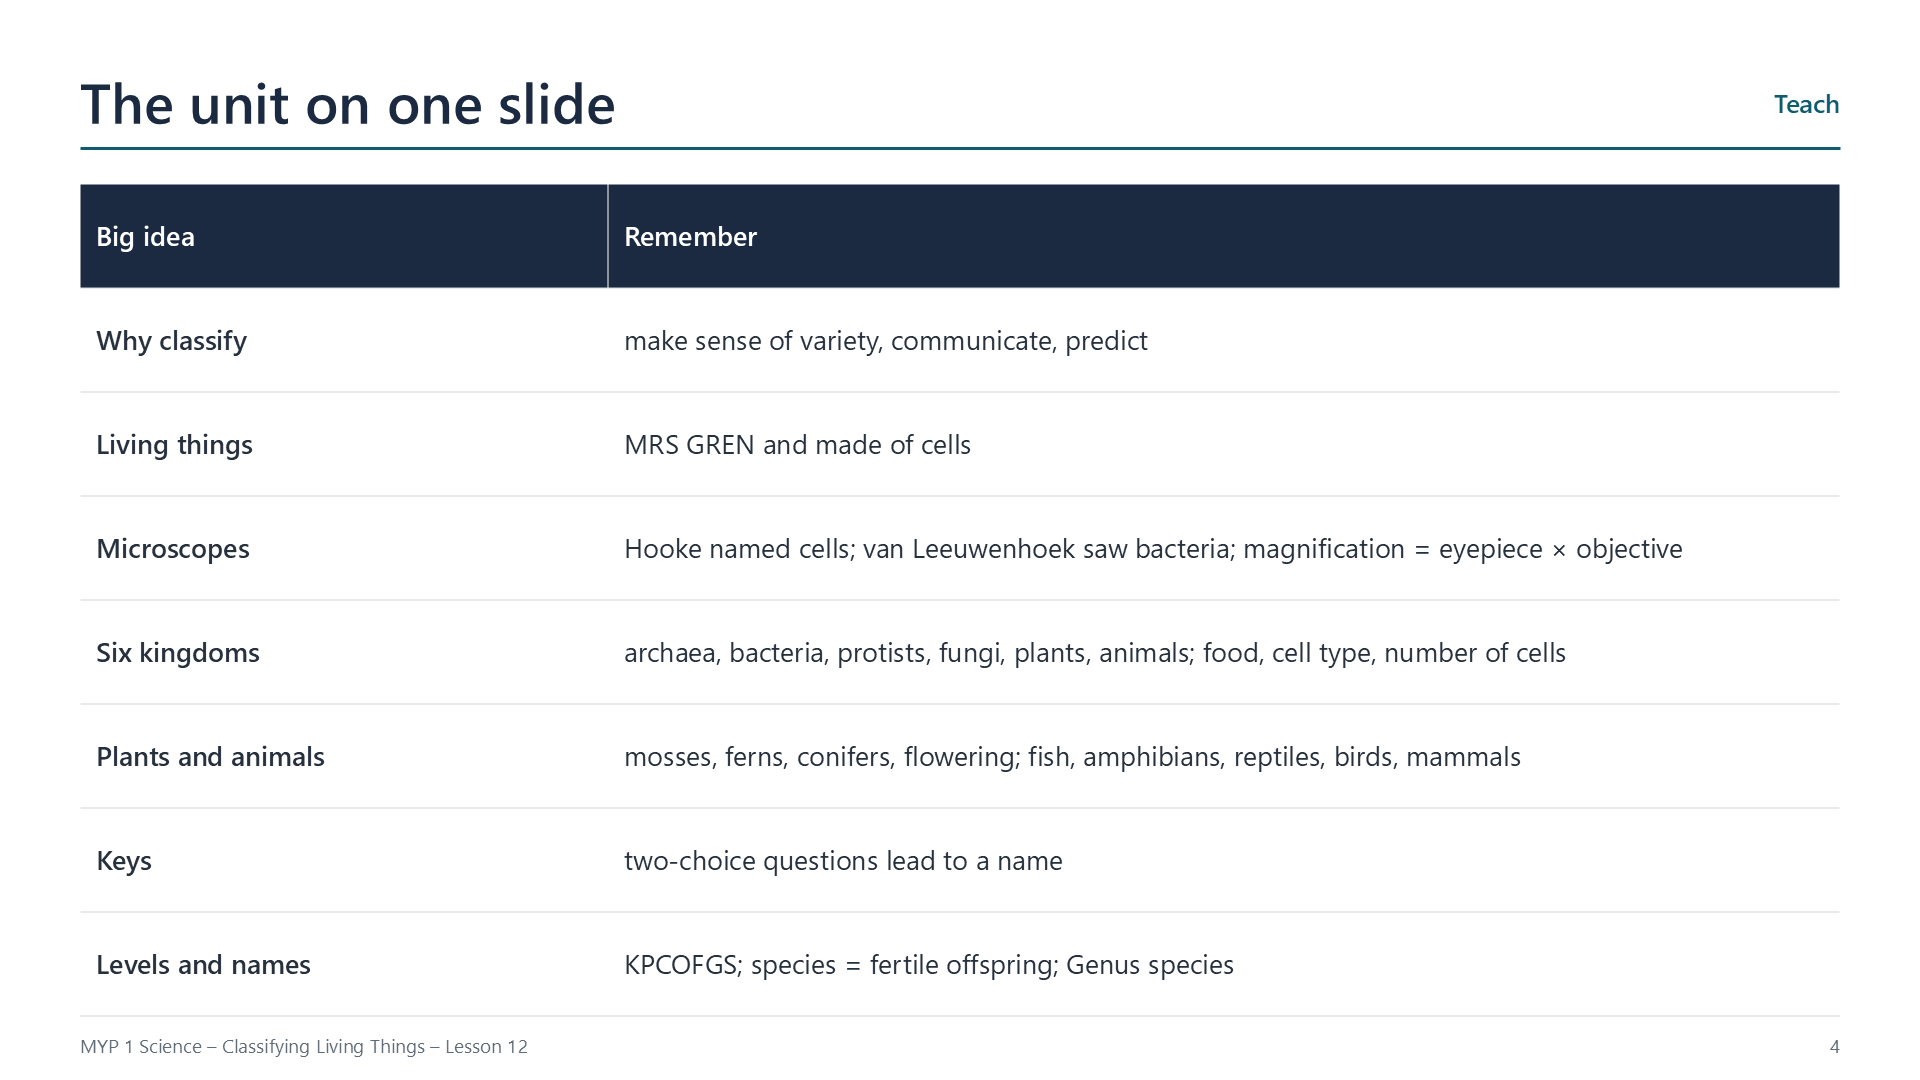 The unit on one slide
Teach
Big idea
Remember
Why classify
make sense of variety, communicate, predict
Living things
MRS GREN and made of cells
Microscopes
Hooke named cells; van Leeuwenhoek saw bacteria; magnification = eyepiece × objective
Six kingdoms
archaea, bacteria, protists, fungi, plants, animals; food, cell type, number of cells
Plants and animals
mosses, ferns, conifers, flowering; fish, amphibians, reptiles, birds, mammals
Keys
two-choice questions lead to a name
Levels and names
KPCOFGS; species = fertile offspring; Genus species
MYP 1 Science – Classifying Living Things – Lesson 12
4